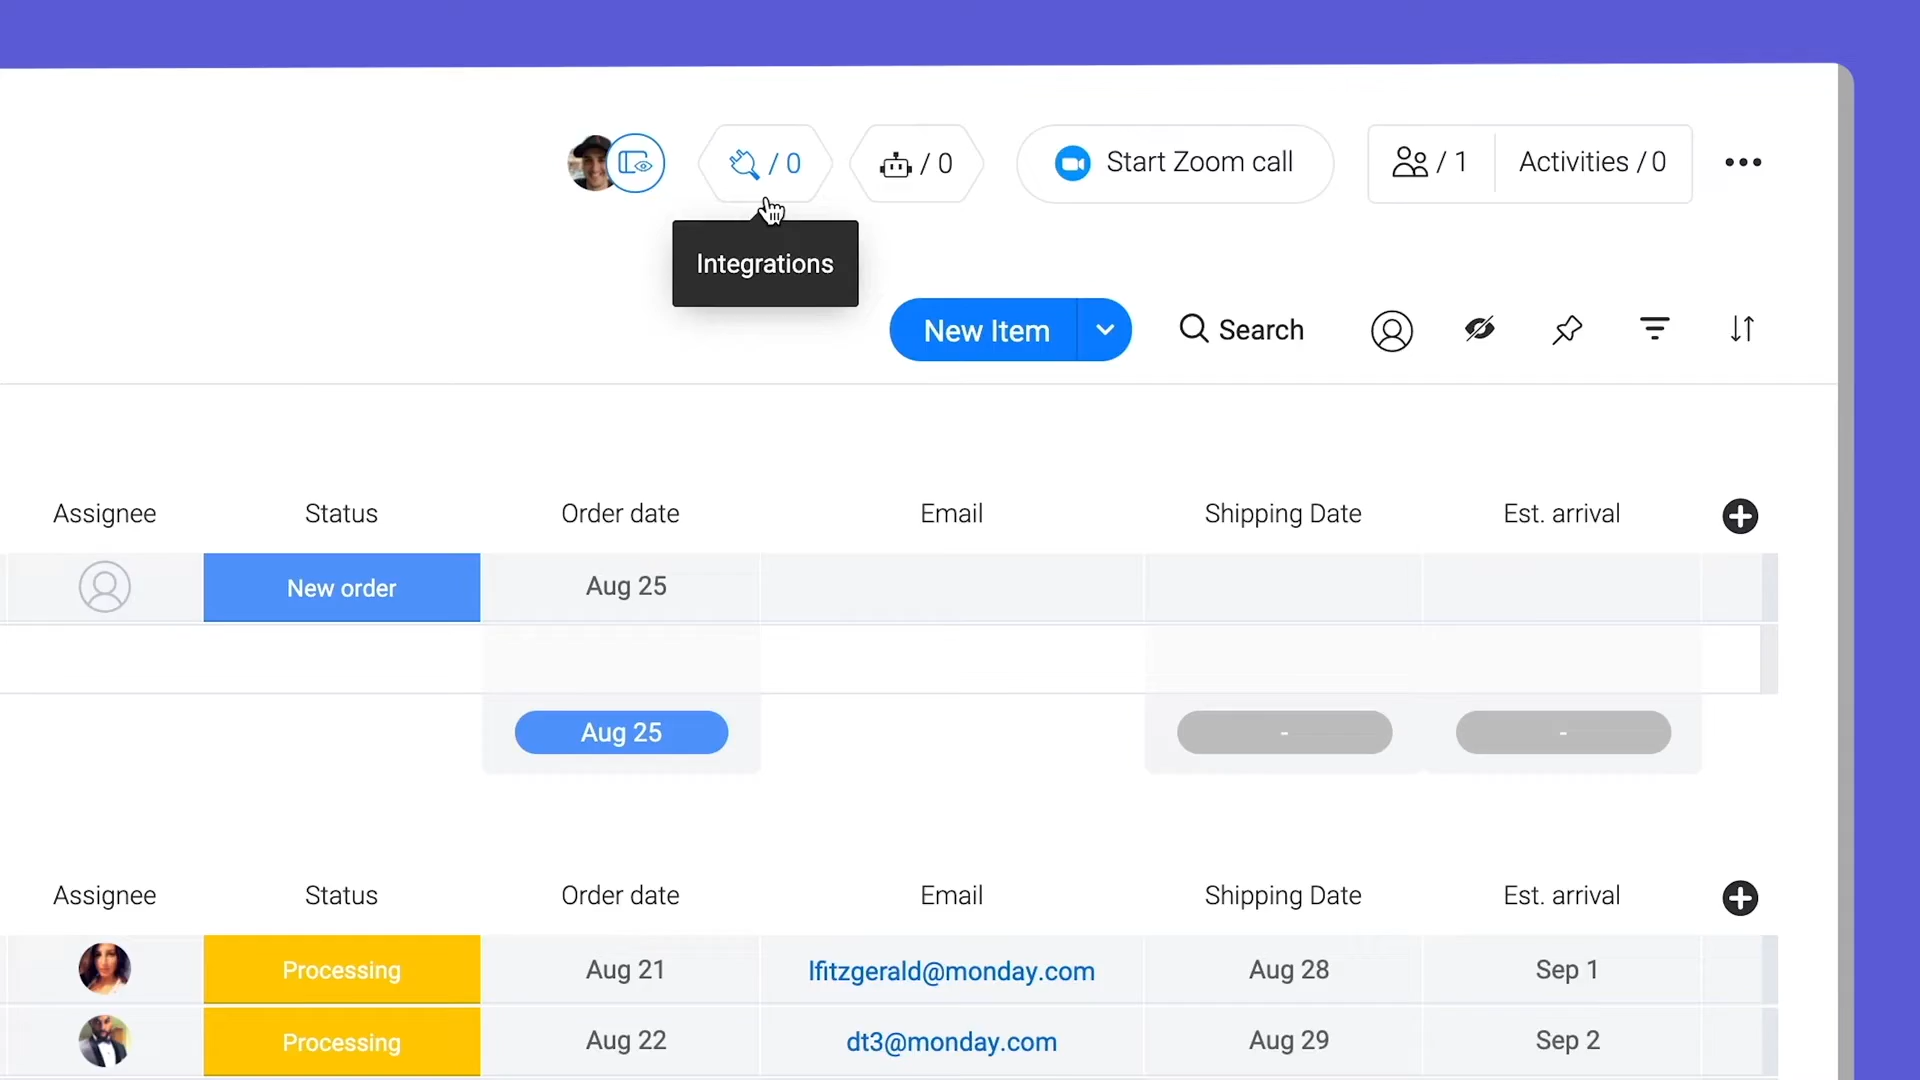 / 0
/ 0
Start Zoom call
/ 1
Activities / 0
Integrations
New Item
Search
Assignee Status Order date Email Shipping Date Est. arrival
New order Aug 25
Aug 25 - -
Assignee Status Order date Email Shipping Date Est. arrival
Processing Aug 21 lfitzgerald@monday.com Aug 28 Sep 1
Processing Aug 22 dt3@monday.com Aug 29 Sep 2